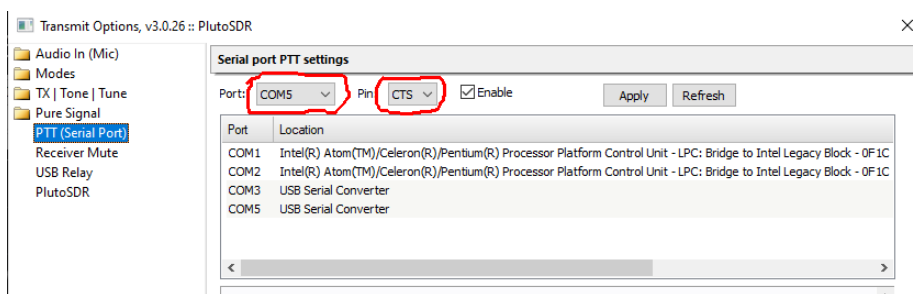 Transmit Options, v3.0.26 :: PlutoSDR
Audio In (Mic)
Modes
TX | Tone | Tune
Pure Signal
PTT (Serial Port)
Receiver Mute
USB Relay
PlutoSDR
Serial port PTT settings
Port: COM5 Pin CTS Enable Apply Refresh
Port Location
COM1 Intel(R) Atom(TM)/Celeron(R)/Pentium(R) Processor Platform Control Unit - LPC: Bridge to Intel Legacy Block - 0F1C
COM2 Intel(R) Atom(TM)/Celeron(R)/Pentium(R) Processor Platform Control Unit - LPC: Bridge to Intel Legacy Block - 0F1C
COM3 USB Serial Converter
COM5 USB Serial Converter